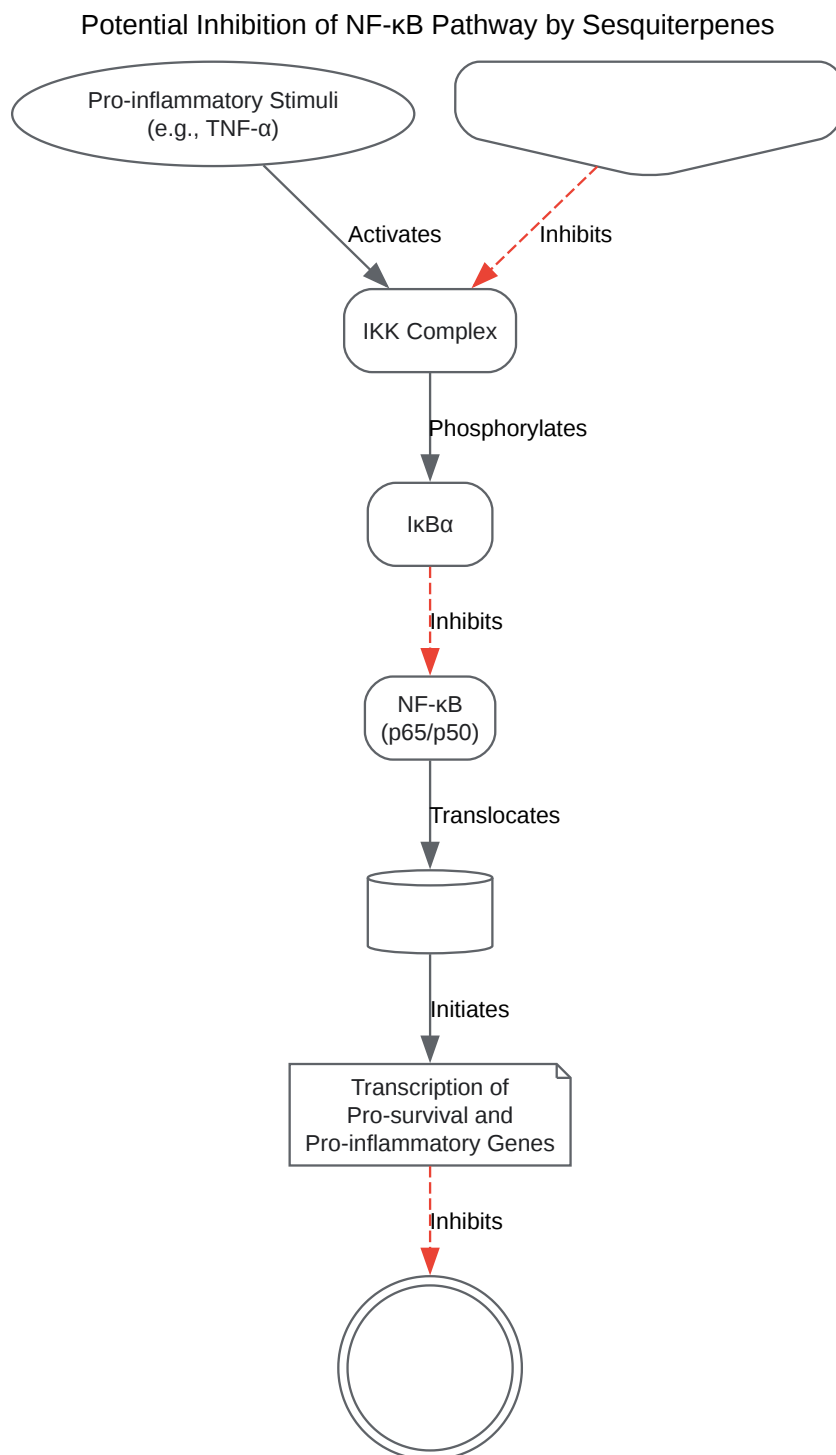 Potential Inhibition of NF-κB Pathway by Sesquiterpenes
Pro-inflammatory Stimuli
(e.g., TNF-α)
Activates
Inhibits
IKK Complex
Phosphorylates
IκBα
Inhibits
NF-κB
(p65/p50)
Translocates
Initiates
Transcription of
Pro-survival and
Pro-inflammatory Genes
Inhibits